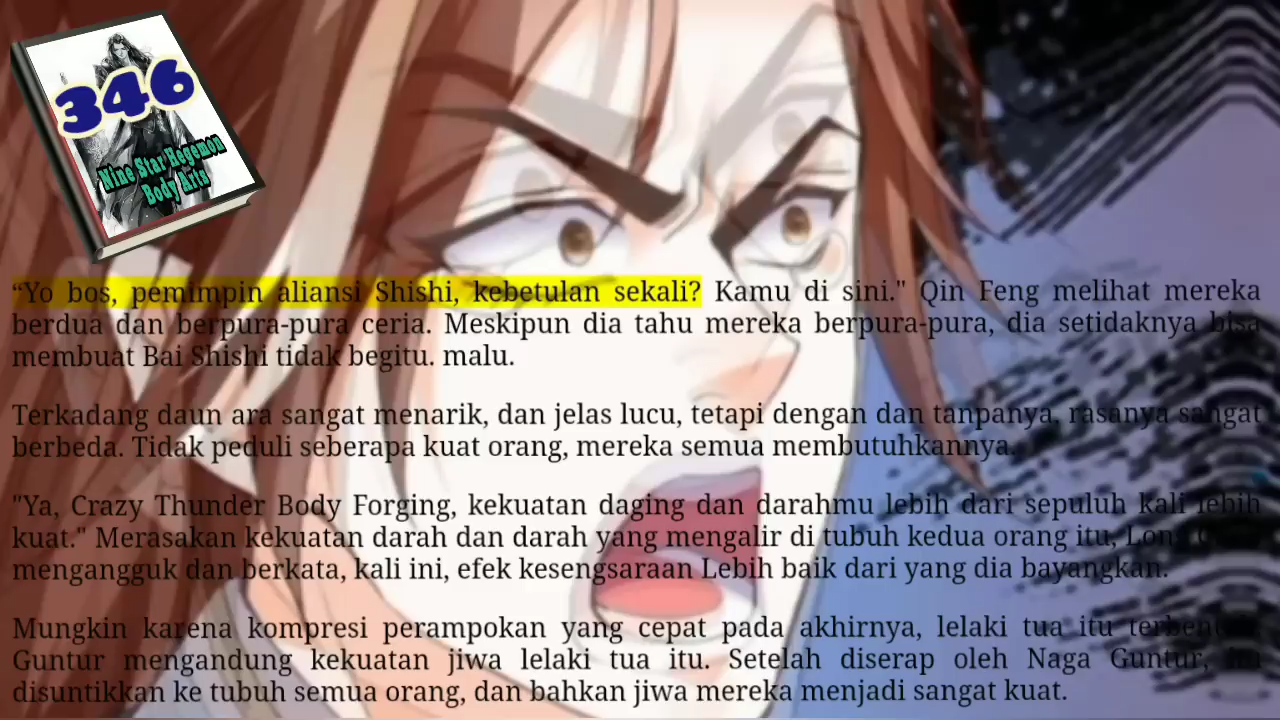 346
Nine Star Hegemon
Body Arts
“Yo bos, pemimpin aliansi Shishi, kebetulan sekali? Kamu di sini." Qin Feng melihat mereka
berdua dan berpura-pura ceria. Meskipun dia tahu mereka berpura-pura, dia setidaknya bisa
membuat Bai Shishi tidak begitu. malu.
Terkadang daun ara sangat menarik, dan jelas lucu, tetapi dengan dan tanpanya, rasanya sangat
berbeda. Tidak peduli seberapa kuat orang, mereka semua membutuhkannya.
"Ya, Crazy Thunder Body Forging, kekuatan daging dan darahmu lebih dari sepuluh kali lebih
kuat." Merasakan kekuatan darah dan darah yang mengalir di tubuh kedua orang itu,
mengangguk dan berkata, kali ini, efek kesengsaraan Lebih baik dari yang dia bayangkan.
Mungkin karena kompresi perampokan yang cepat pada akhirnya, lelaki tua itu
Guntur mengandung kekuatan jiwa lelaki tua itu. Setelah diserap oleh Naga Guntur, itu
disuntikkan ke tubuh semua orang, dan bahkan jiwa mereka menjadi sangat kuat.